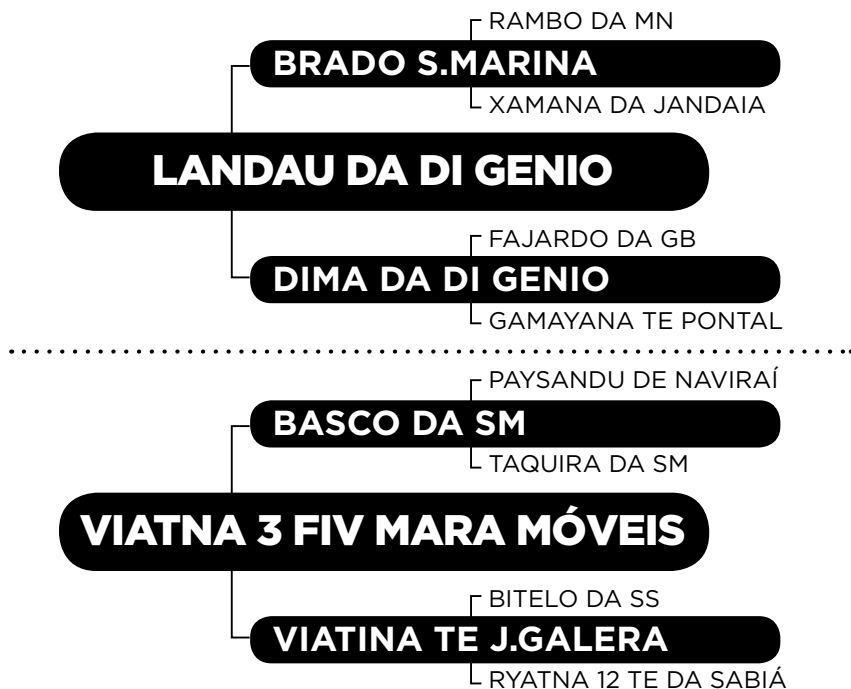 RAMBO DA MN
BRADO S.MARINA
XAMANA DA JANDAIA
LANDAU DA DI GENIO
FAJARDO DA GB
DIMA DA DI GENIO
GAMAYANA TE PONTAL
PAYSANDU DE NAVIRAÍ
BASCO DA SM
TAQUIRA DA SM
VIATNA 3 FIV MARA MÓVEIS
BITELO DA SS
VIATINA TE J.GALERA
RYATNA 12 TE DA SABIÁ